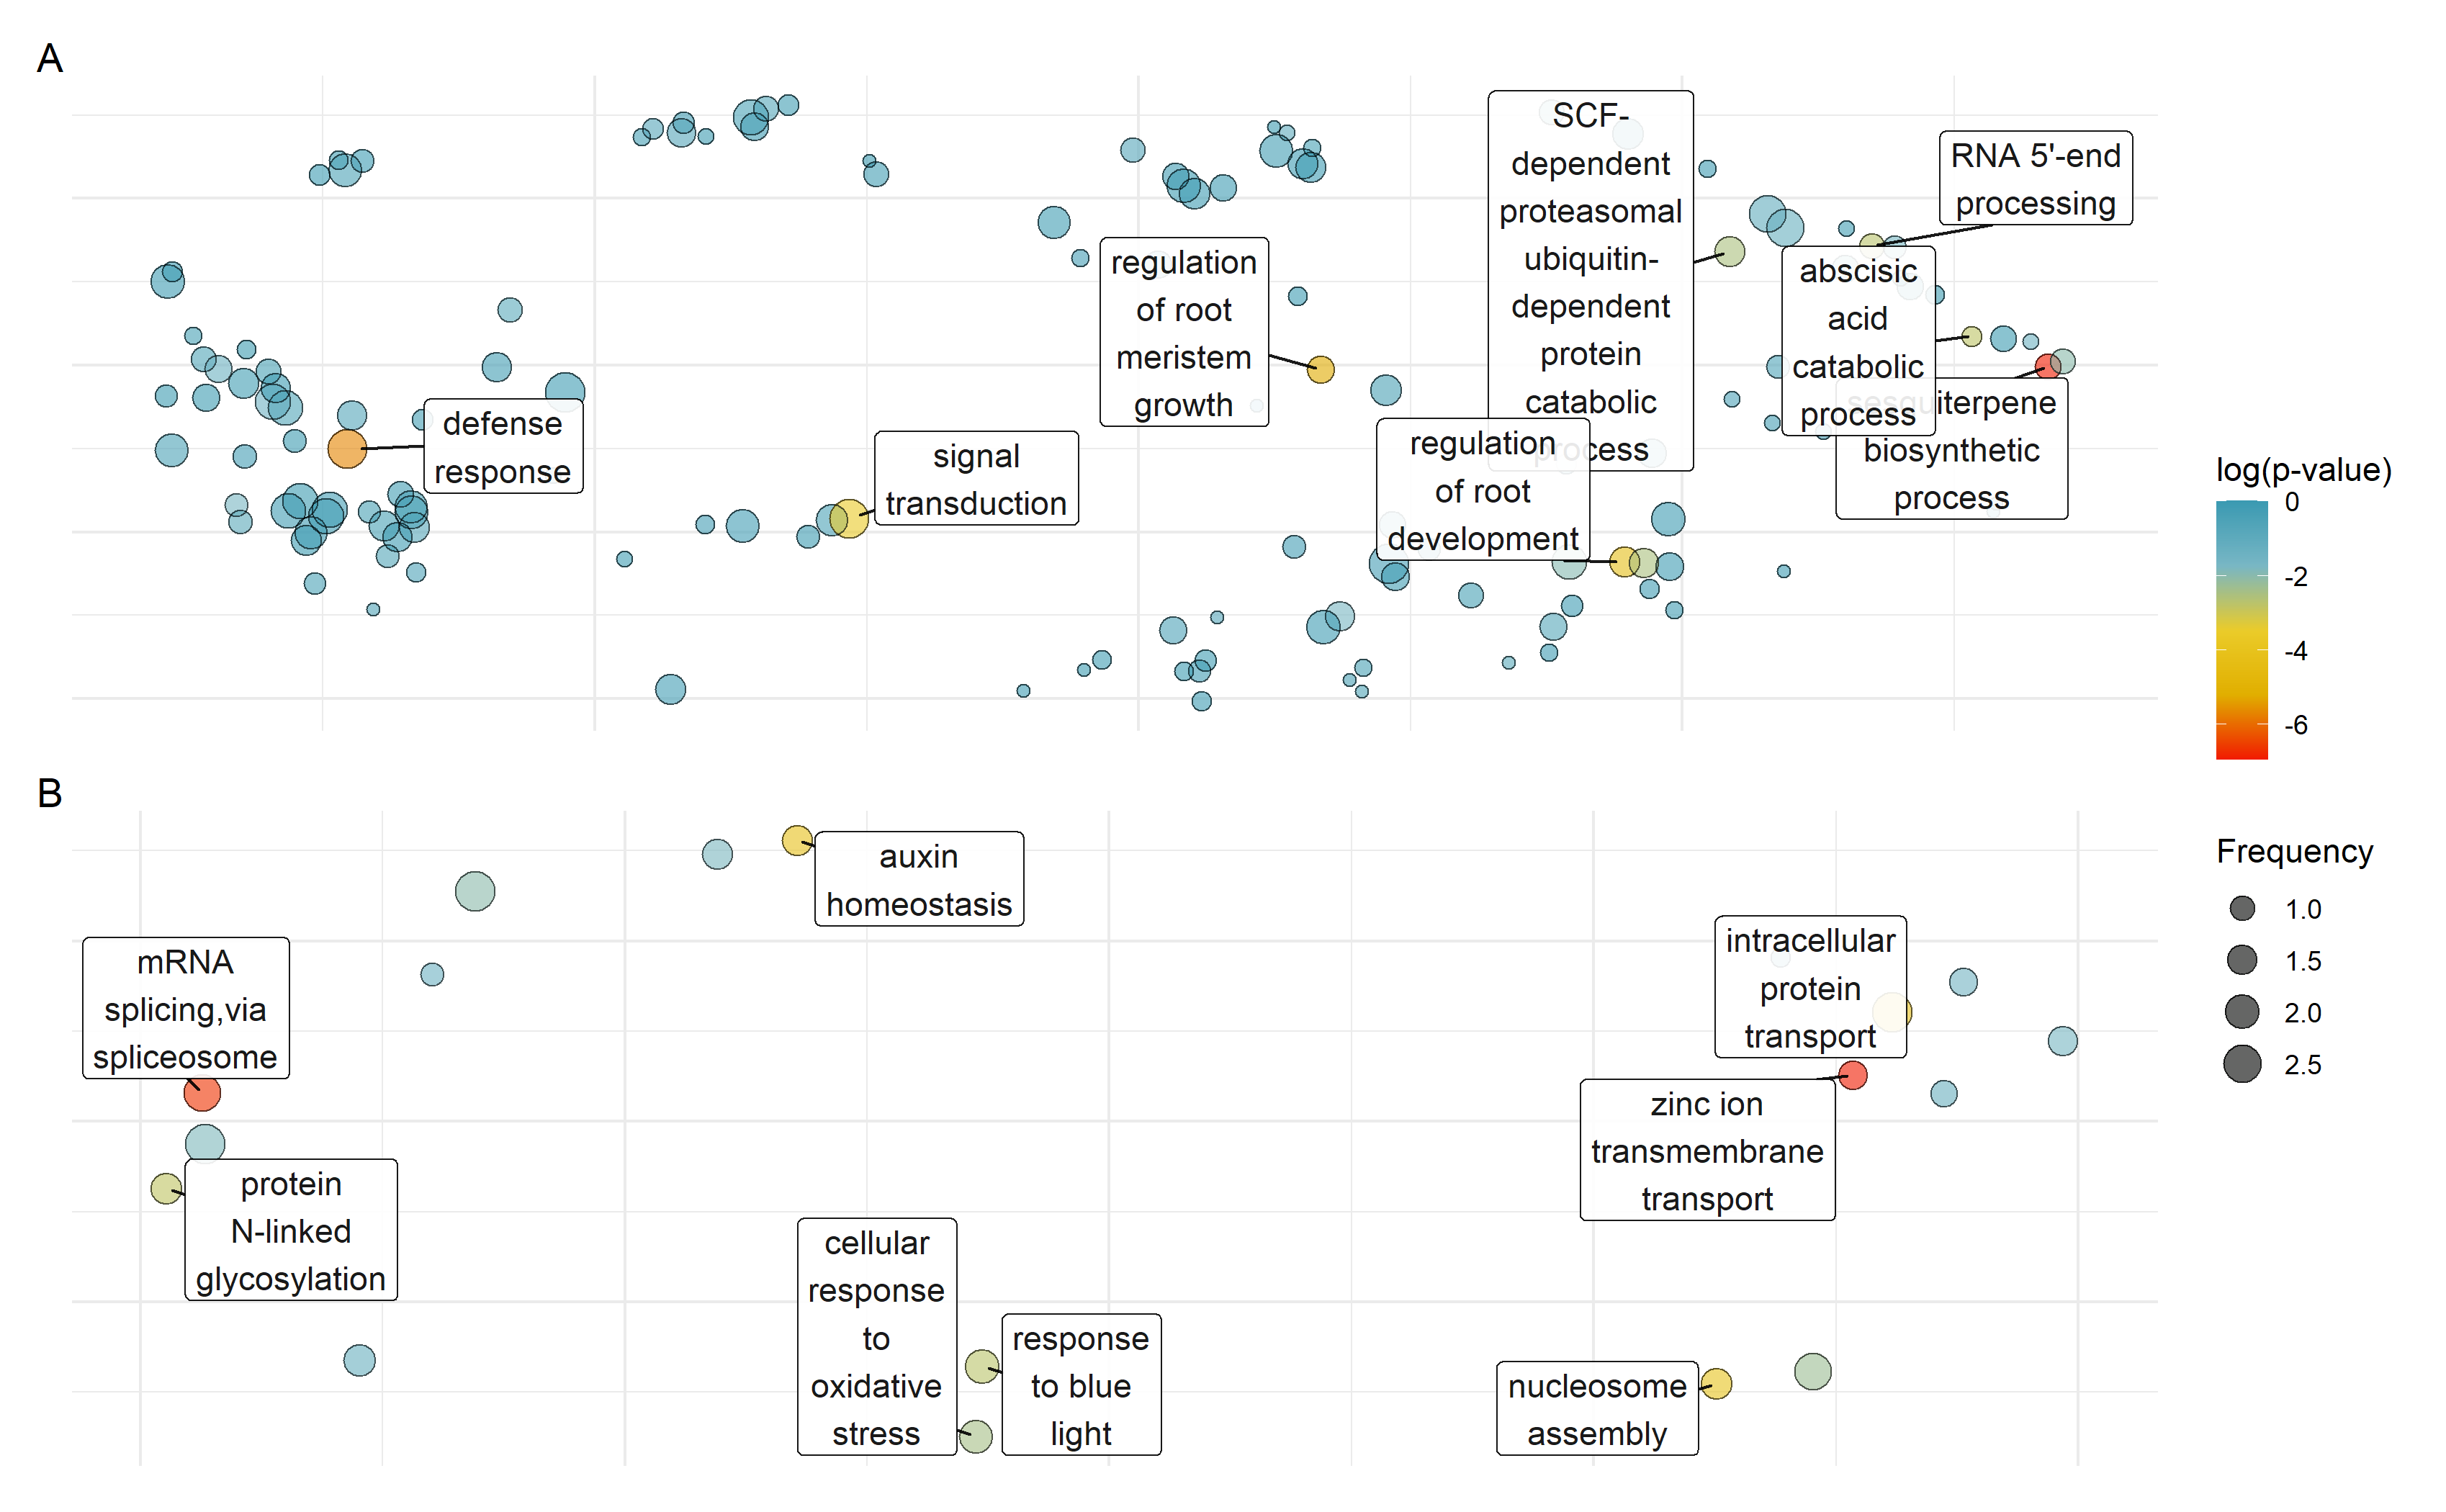 A
SCF-
dependent
proteasomal
ubiquitin-
dependent
protein
catabolic
process
RNA 5'-end
processing
regulation
of root
meristem
growth
abscisic
acid
catabolic
process
sesquiterpene
biosynthetic
process
defense
response
signal
transduction
regulation
of root
development
log(p-value)
0
-2
-4
-6
B
auxin
homeostasis
mRNA
splicing,via
spliceosome
intracellular
protein
transport
zinc ion
transmembrane
transport
protein
N-linked
glycosylation
cellular
response
to
oxidative
stress
response
to blue
light
nucleosome
assembly
Frequency
1.0
1.5
2.0
2.5